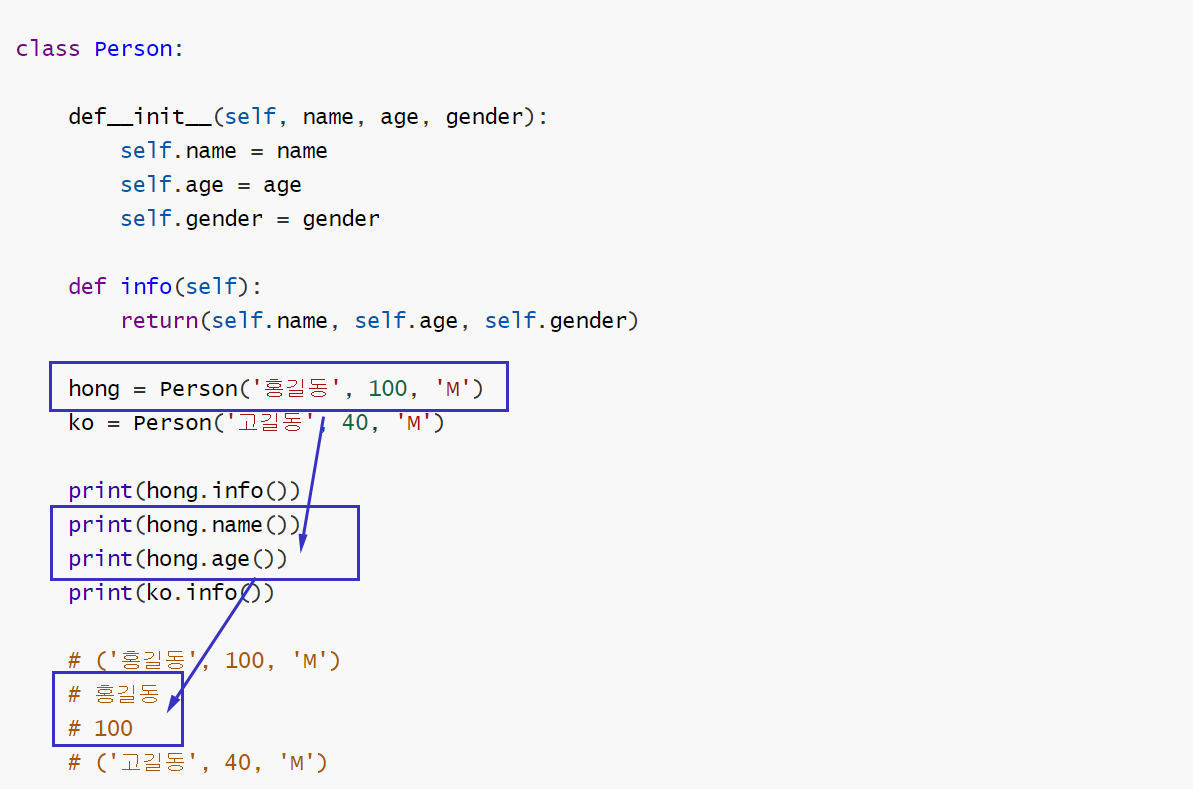 class Person:
def__init__(self, name, age, gender):
self.name = name
self.age = age
self.gender = gender
def info(self):
return(self.name, self.age, self.gender)
hong = Person('홍길동', 100, 'M')
ko = Person('고길동', 40, 'M')
print(hong.info())
print(hong.name())
print(hong.age())
print(ko.info())
# ('홍길동', 100, 'M')
# 홍길동
# 100
# ('고길동', 40, 'M')